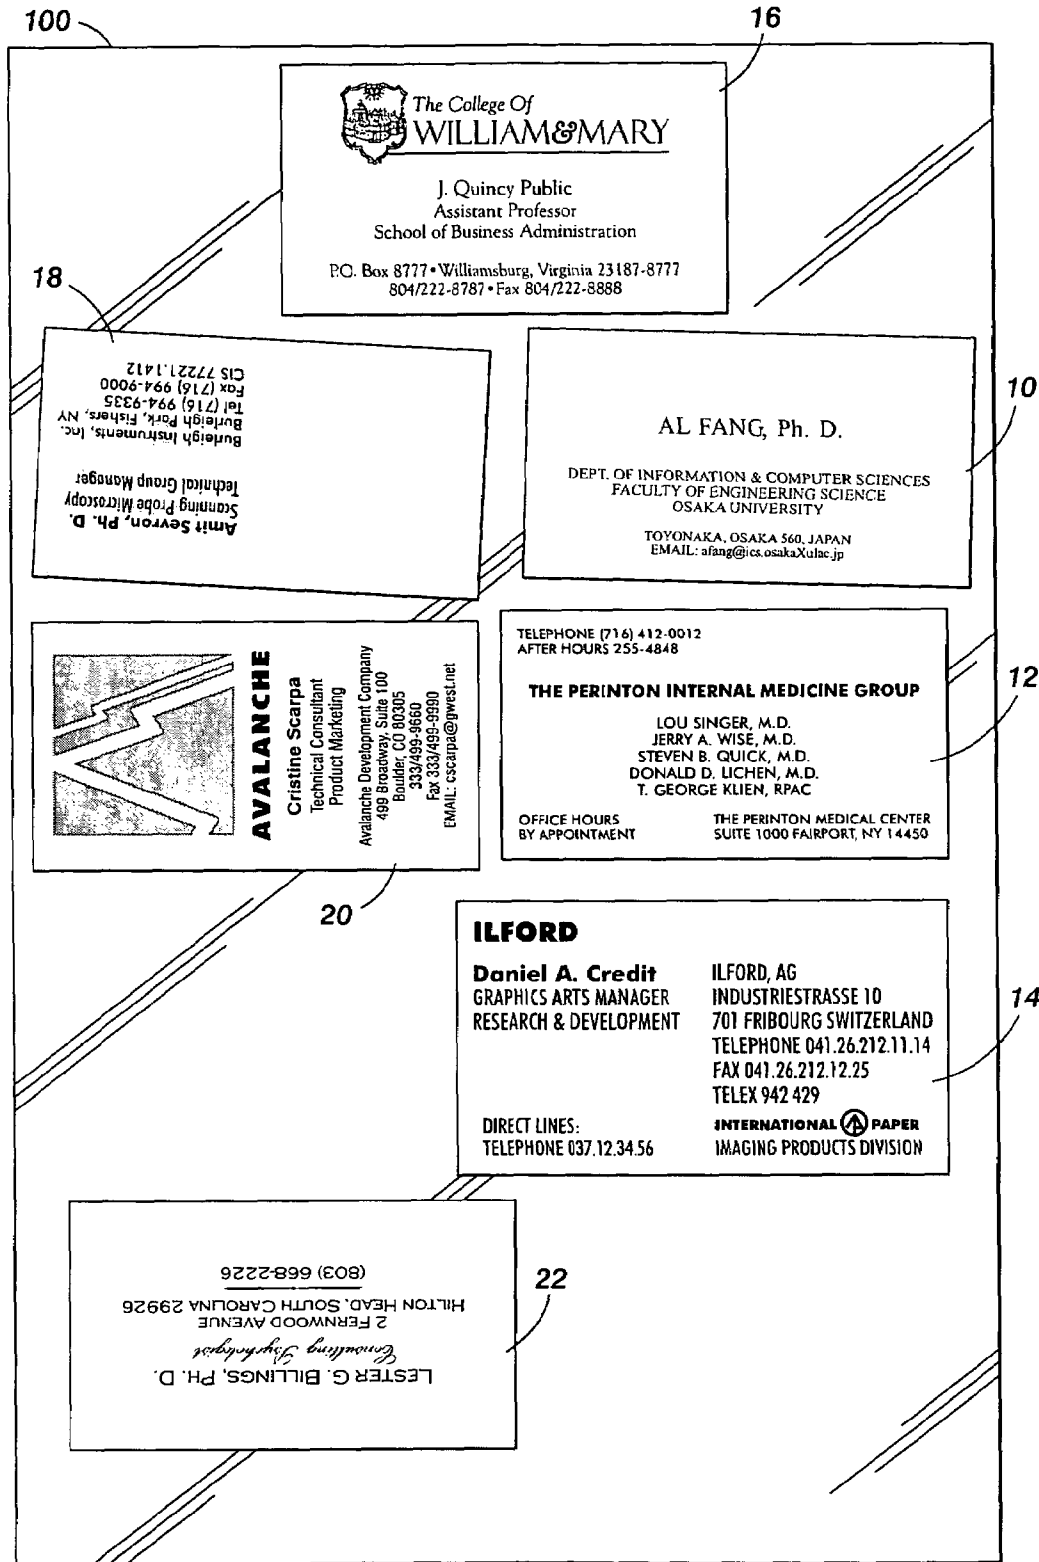 100
16
The College Of
WILLIAM&MARY
J. Quincy Public
Assistant Professor
School of Business Administration
P.O. Box 8777•Williamsburg, Virginia 23187-8777
804/222-8787•Fax 804/222-8888
18
Amit Sevron, Ph. D.
Scanning Probe Microscopy
Technical Group Manager
Burleigh Instruments, Inc.
Burleigh Park, Fishers, NY
Tel (716) 994-9335
Fax (716) 994-9000
CIS 77221.1412
10
AL FANG, Ph. D.
DEPT. OF INFORMATION & COMPUTER SCIENCES
FACULTY OF ENGINEERING SCIENCE
OSAKA UNIVERSITY
TOYONAKA, OSAKA 560, JAPAN
EMAIL: afang@ics.osakaXulac.jp
AVALANCHE
Cristine Scarpa
Technical Consultant
Product Marketing
Avalanche Development Company
499 Broadway, Suite 100
Boulder, CO 80305
333/499-9660
Fax 333/499-9990
EMAIL: cscarpa@gwest.net
20
TELEPHONE (716) 412-0012
AFTER HOURS 255-4848
THE PERINTON INTERNAL MEDICINE GROUP
LOU SINGER, M.D.
JERRY A. WISE, M.D.
STEVEN B. QUICK, M.D.
DONALD D. LICHEN, M.D.
T. GEORGE KLIEN, RPAC
OFFICE HOURS
BY APPOINTMENT
THE PERINTON MEDICAL CENTER
SUITE 1000 FAIRPORT, NY 14450
12
ILFORD
Daniel A. Credit
GRAPHICS ARTS MANAGER
RESEARCH & DEVELOPMENT
ILFORD, AG
INDUSTRIESTRASSE 10
701 FRIBOURG SWITZERLAND
TELEPHONE 041.26.212.11.14
FAX 041.26.212.12.25
TELEX 942 429
DIRECT LINES:
TELEPHONE 037.12.34.56
INTERNATIONAL PAPER
IMAGING PRODUCTS DIVISION
14
LESTER G. BILLINGS, PH. D.
Consulting Psychologist
2 FERNWOOD AVENUE
HILTON HEAD, SOUTH CAROLINA 29926
(803) 668-2226
22